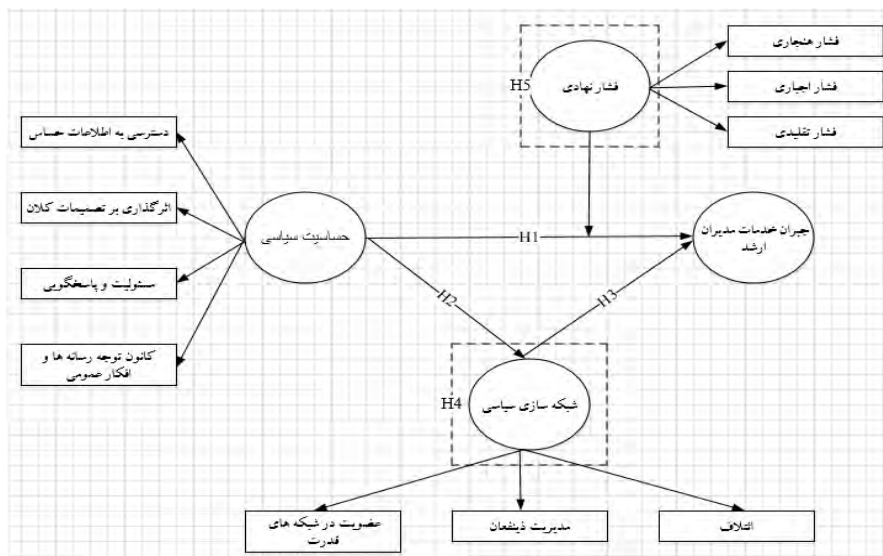 فشار هنجاری
فشار اجباری
فشار تقلیدی
H5
فشار نهادی
دسترسی به اطلاعات حساس
اثرگذاری بر تصمیمات کلان
مسئولیت و پاسخگویی
کانون توجه رسانه ها و
افکار عمومی
حساسیت سیاسی
H1
جبران خدمات مدیران
ارشد
H2
H3
H4
شبکه سازی سیاسی
ائتلاف
مدیریت ذینفعان
عضویت در شبکه های
قدرت